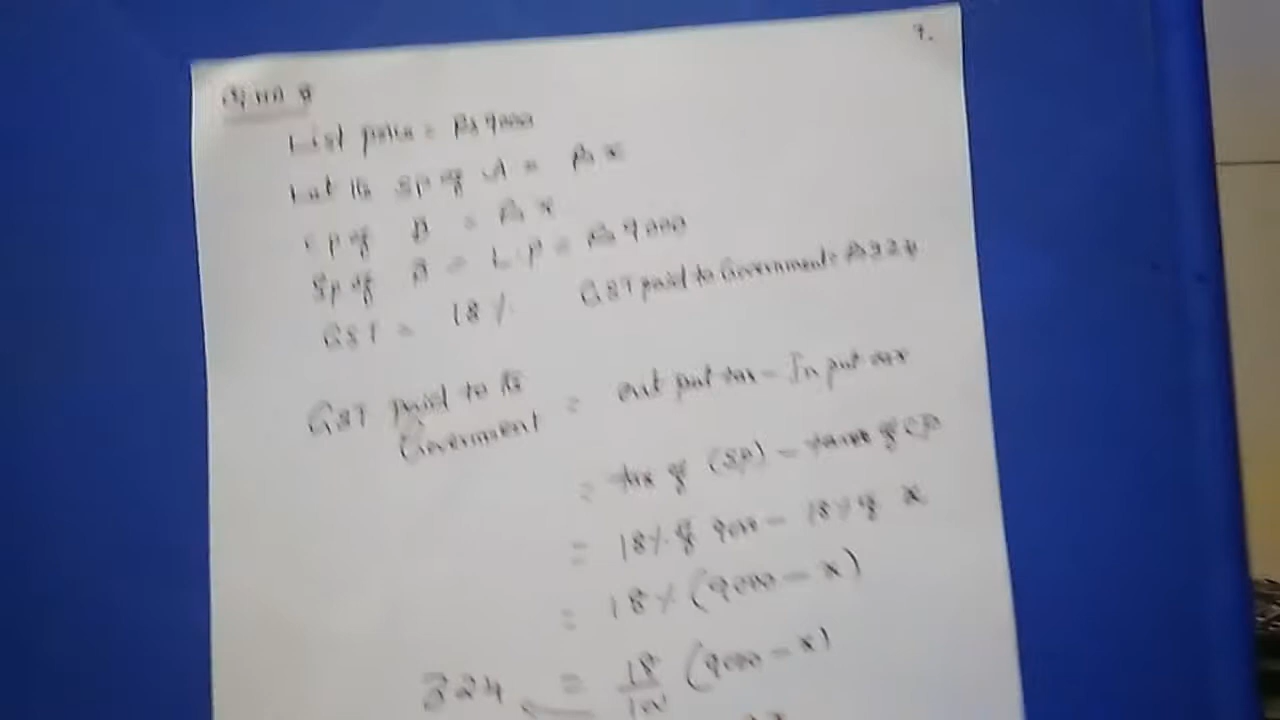 7.
List price = Rs 9000
Let the SP of A = Rs x
CP of B = Rs x
SP of B = L.P = Rs 9000
GST = 18% GST paid to Government = Rs 324
GST paid to the Government = out put tax - In put tax
= tax of (SP) - of CP
= 18% of 9000 - 18% of x
= 18% (9000 - x)
324 = 18/100 (9000 - x)